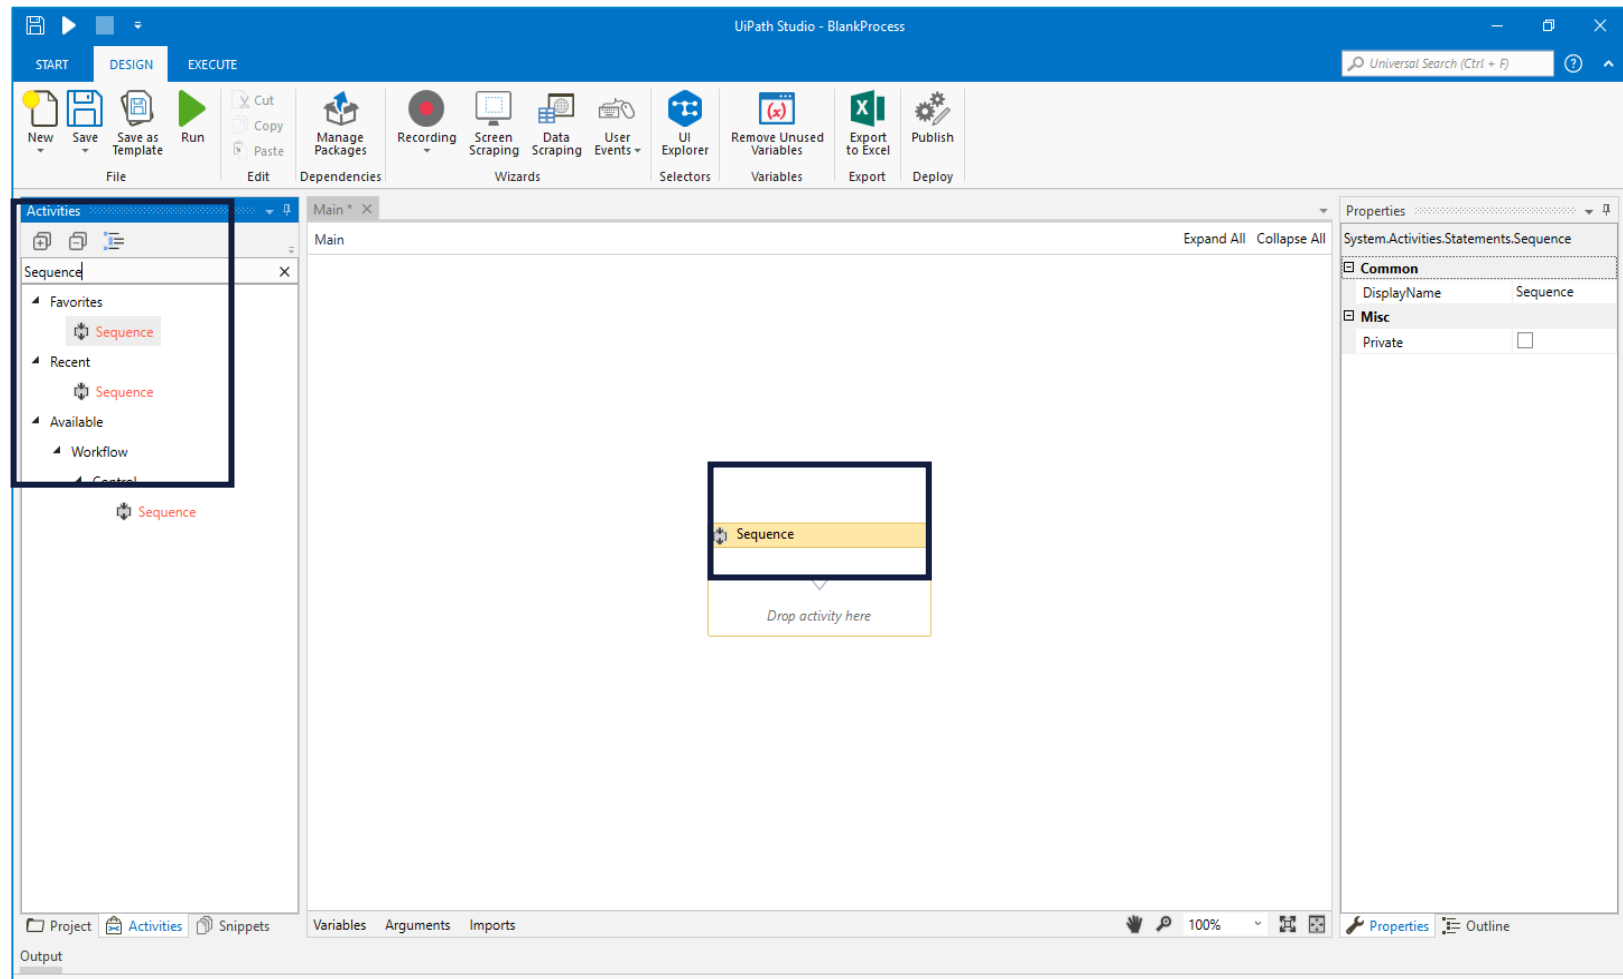 UiPath Studio - BlankProcess
START DESIGN EXECUTE
Universal Search (Ctrl + F)
New Save Save as Template Run
Cut
Copy
Paste
Manage Packages
Recording Screen Scraping Data Scraping User Events
UI Explorer
Remove Unused Variables
Export to Excel
Publish
File Edit Dependencies Wizards Selectors Variables Export Deploy
Activities
Sequence
Favorites
Sequence
Recent
Sequence
Available
Workflow
Control
Sequence
Main *
Main Expand All Collapse All
Sequence
Drop activity here
Properties
System.Activities.Statements.Sequence
Common
DisplayName Sequence
Misc
Private
Project Activities Snippets
Variables Arguments Imports
100%
Properties Outline
Output